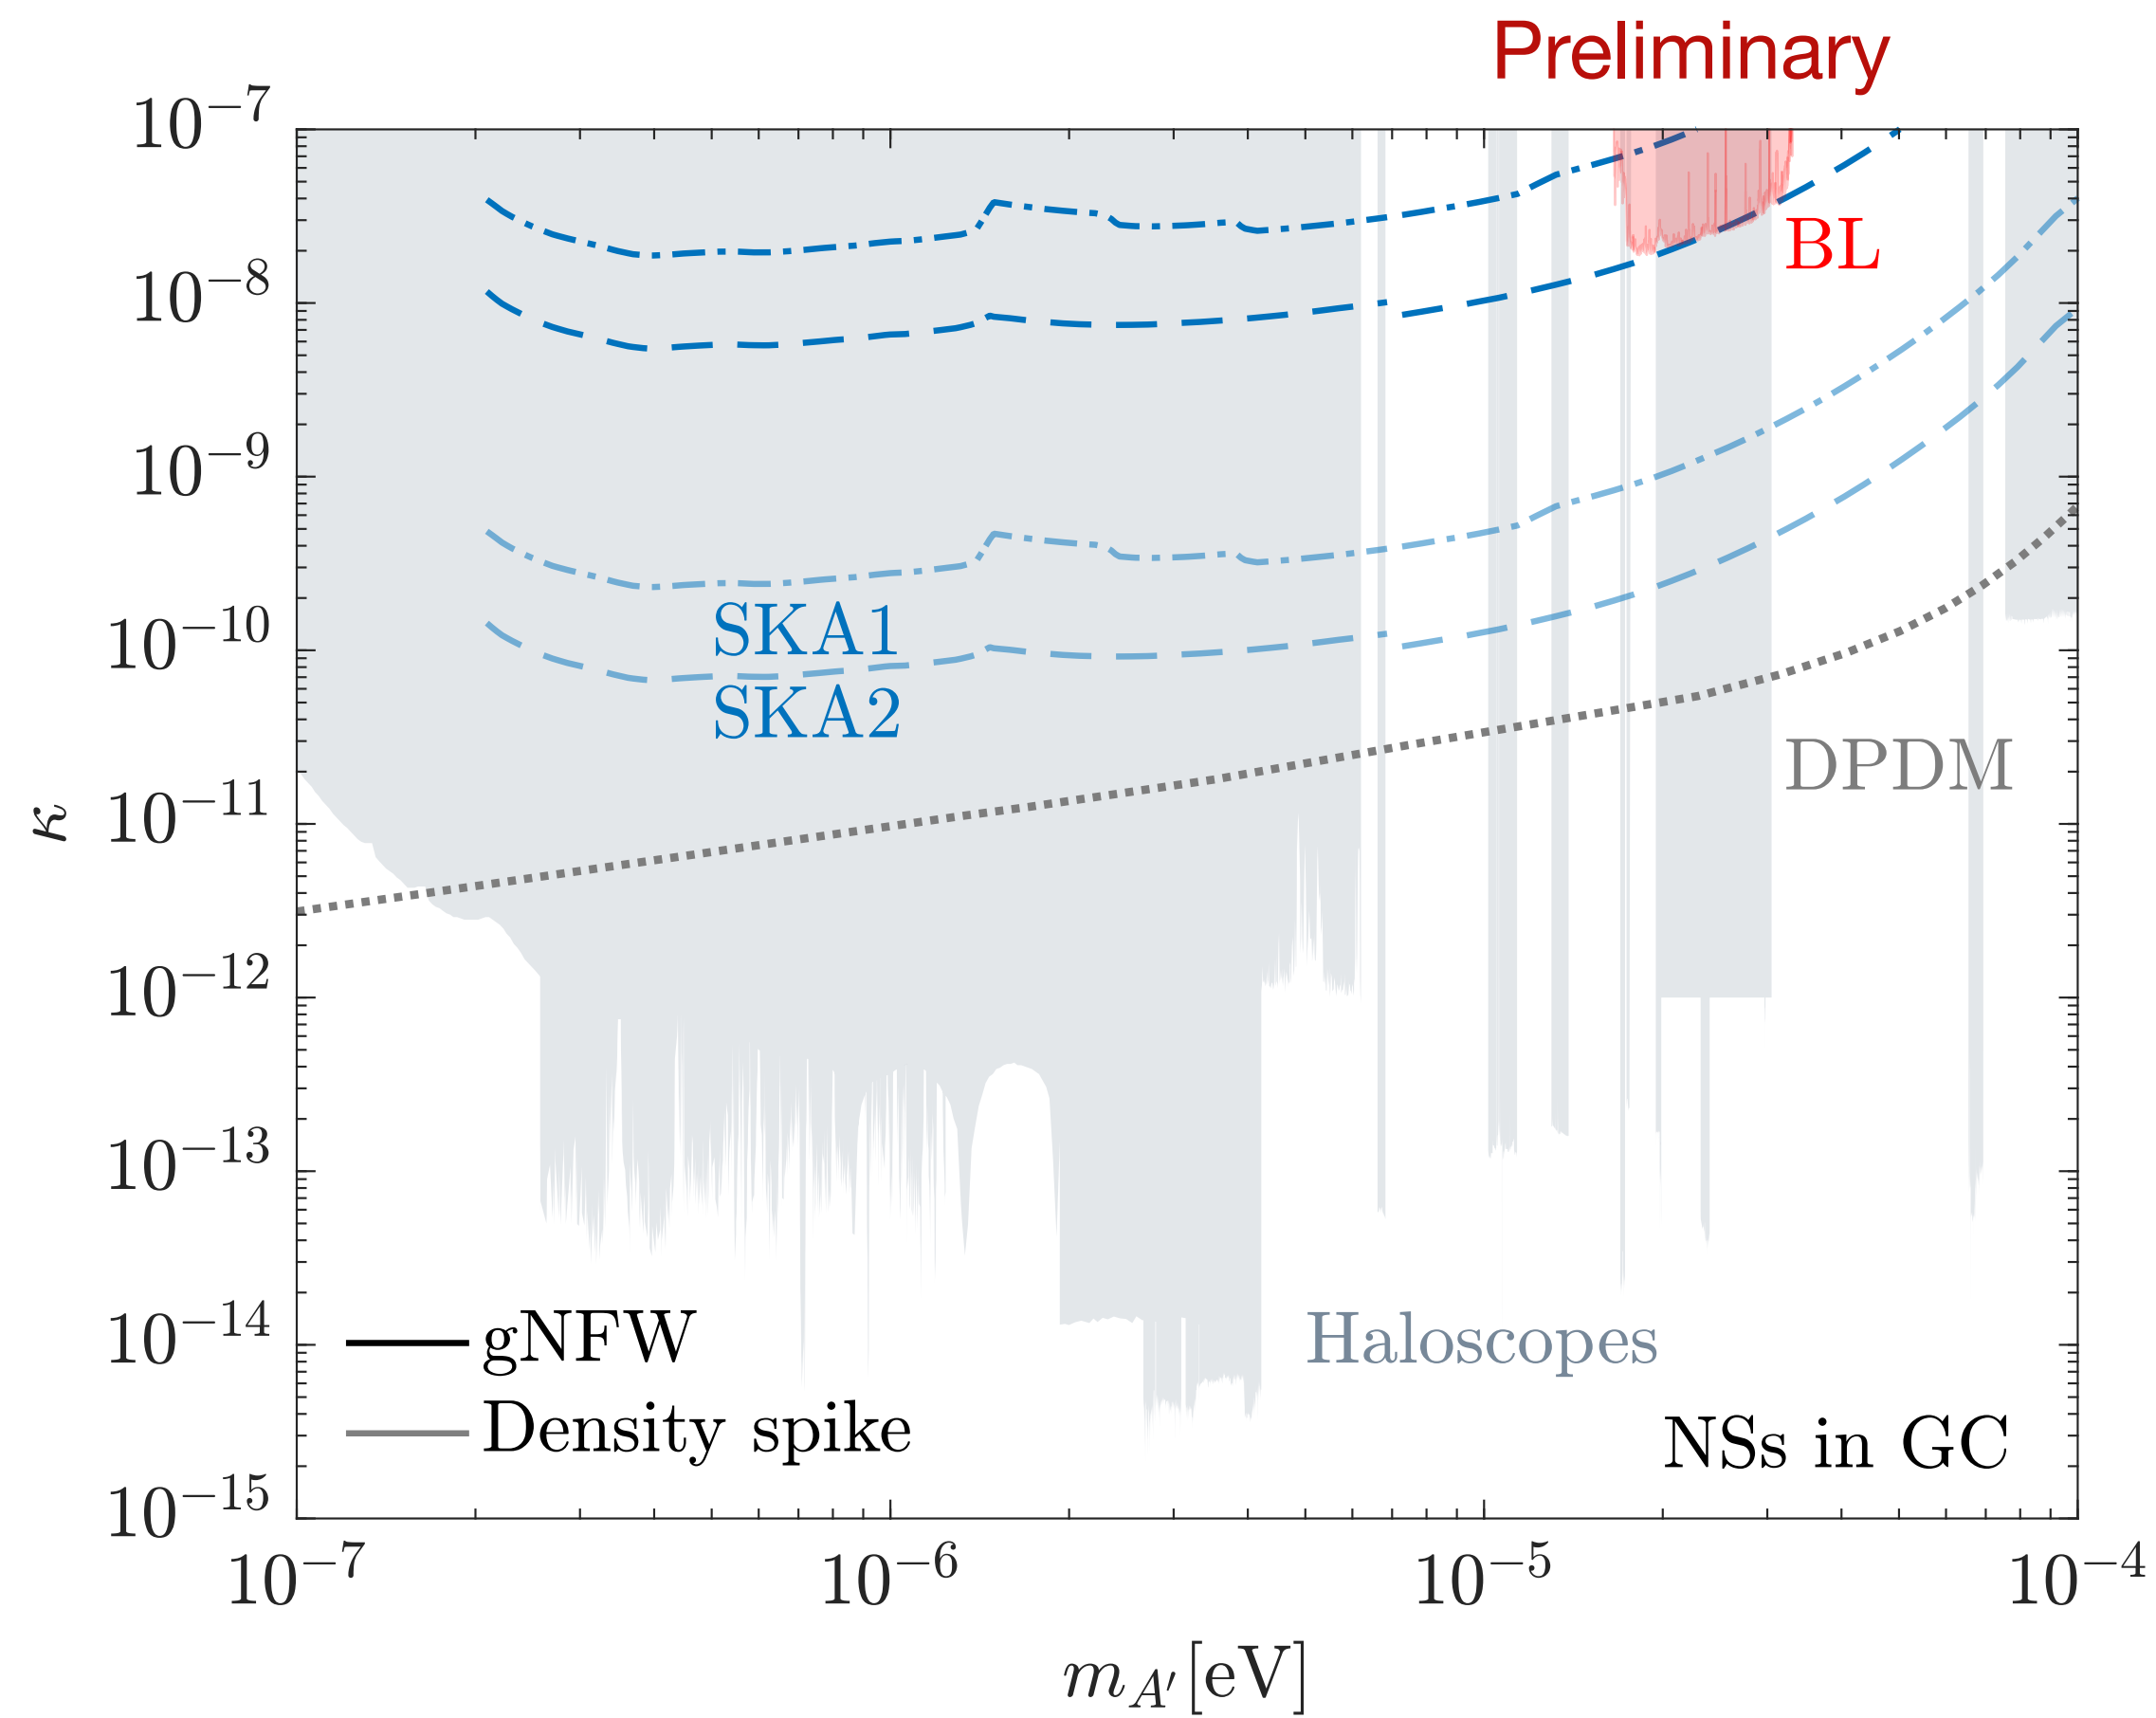 Preliminary
10⁻⁷
10⁻⁸
10⁻⁹
10⁻¹⁰
10⁻¹¹
10⁻¹²
10⁻¹³
10⁻¹⁴
10⁻¹⁵
κ
BL
SKA1
SKA2
DPDM
Haloscopes
gNFW
Density spike
NSs in GC
10⁻⁷ 10⁻⁶ 10⁻⁵ 10⁻⁴
m_A′ [eV]